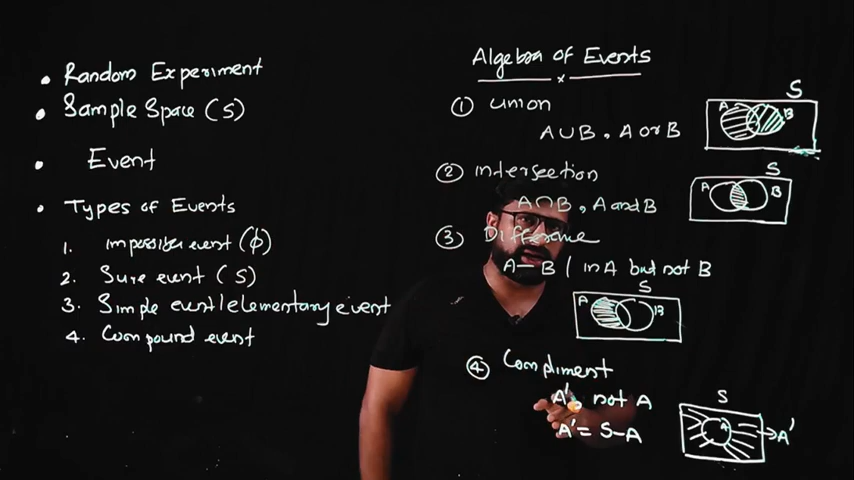 • Random Experiment
• Sample Space (S)
• Event
• Types of Events
1. Impossible event (ϕ)
2. Sure event (S)
3. Simple event/elementary event
4. Compound event
Algebra of Events
① Union
A∪B, A or B
S
A
B
② Intersection
A∩B, A and B
S
A
B
③ Difference
A – B / in A but not B
S
A
B
④ Compliment
A', not A
A' = S–A
S
A
A'